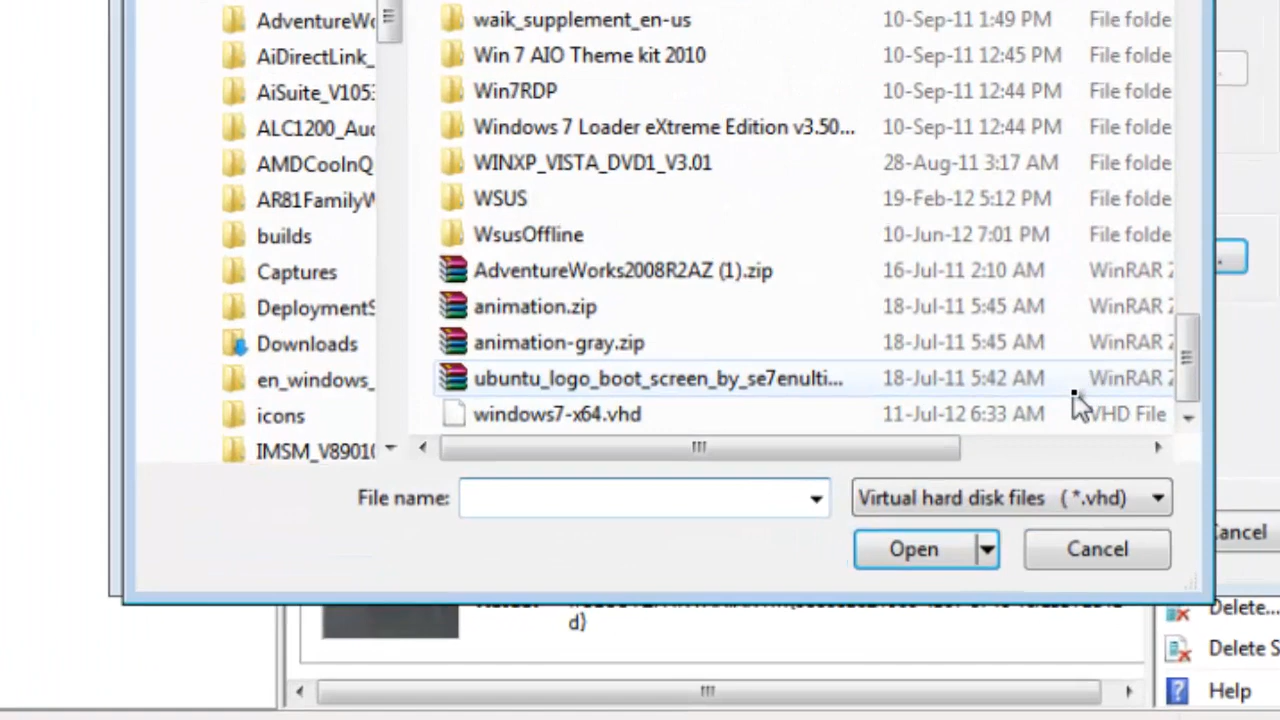 AdventureWo
waik_supplement_en-us 10-Sep-11 1:49 PM File folde
AiDirectLink_
Win 7 AIO Theme kit 2010 10-Sep-11 12:45 PM File folde
AiSuite_V1053
Win7RDP 10-Sep-11 12:44 PM File folde
ALC1200_Aud
Windows 7 Loader eXtreme Edition v3.50... 10-Sep-11 12:44 PM File folde
AMDCoolnQ
WINXP_VISTA_DVD1_V3.01 28-Aug-11 3:17 AM File folde
AR81FamilyW
WSUS 19-Feb-12 5:12 PM File folde
builds
WsusOffline 10-Jun-12 7:01 PM File folde
Captures
AdventureWorks2008R2AZ (1).zip 16-Jul-11 2:10 AM WinRAR Z
DeploymentS
animation.zip 18-Jul-11 5:45 AM WinRAR Z
Downloads
animation-gray.zip 18-Jul-11 5:45 AM WinRAR Z
en_windows_
ubuntu_logo_boot_screen_by_se7enulti... 18-Jul-11 5:42 AM WinRAR Z
icons
windows7-x64.vhd 11-Jul-12 6:33 AM VHD File
IMSM_V8901
File name: Virtual hard disk files ( *.vhd)
Open Cancel
Cancel
d)
Delete...
Delete S
Help